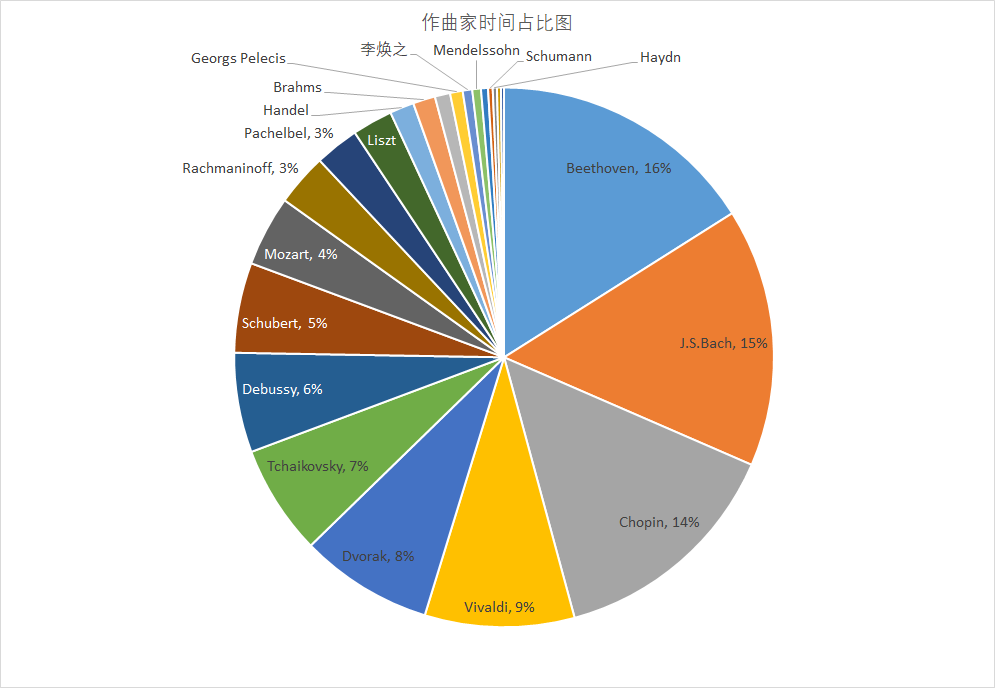 作曲家时间占比图
Georgs Pelecis
李焕之
Mendelssohn
Schumann
Haydn
Brahms
Handel
Pachelbel, 3%
Liszt
Rachmaninoff, 3%
Beethoven, 16%
Mozart, 4%
Schubert, 5%
J.S.Bach, 15%
Debussy, 6%
Tchaikovsky, 7%
Chopin, 14%
Dvorak, 8%
Vivaldi, 9%